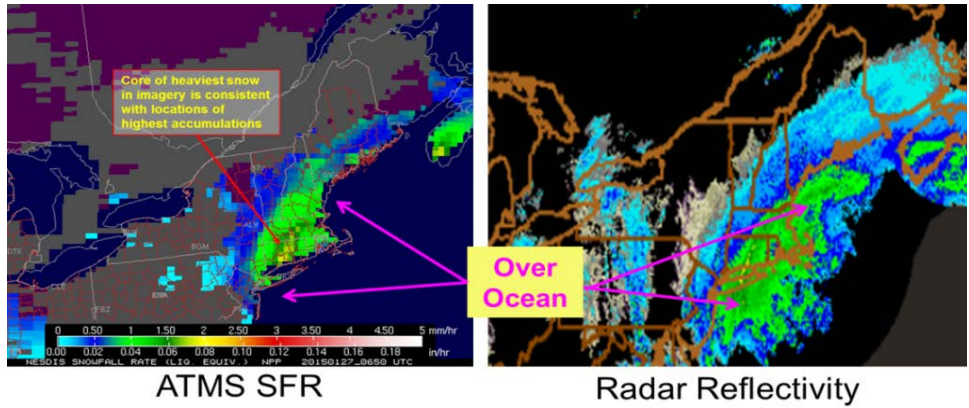 Core of heaviest snow
in imagery is consistent
with locations of
highest accumulations
BGM
CLE
Over
Ocean
0 0.50 1 1.50 2 2.50 3 3.50 4 4.50 5 mm/hr
0.00 0.02 0.04 0.06 0.08 0.10 0.12 0.14 0.16 0.18 in/hr
NESDIS SNOWFALL RATE (LIQ. EQUIV.) NPP 20150127_0650 UTC
ATMS SFR
Radar Reflectivity